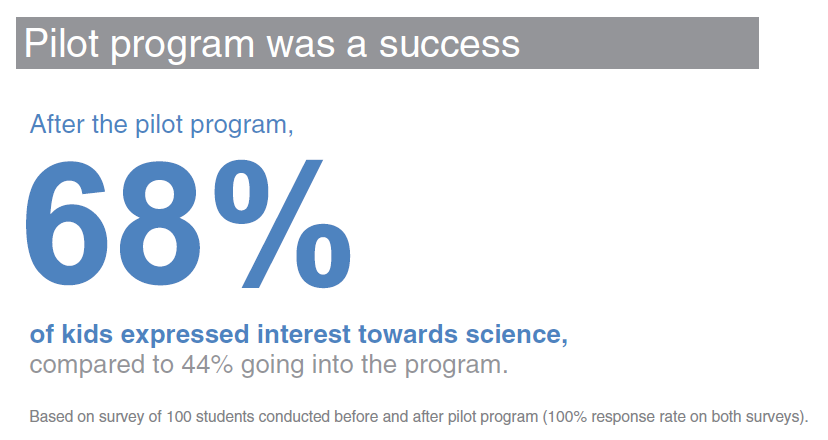 Pilot program was a success
After the pilot program,
68%
of kids expressed interest towards science,
compared to 44% going into the program.
Based on survey of 100 students conducted before and after pilot program (100% response rate on both surveys).